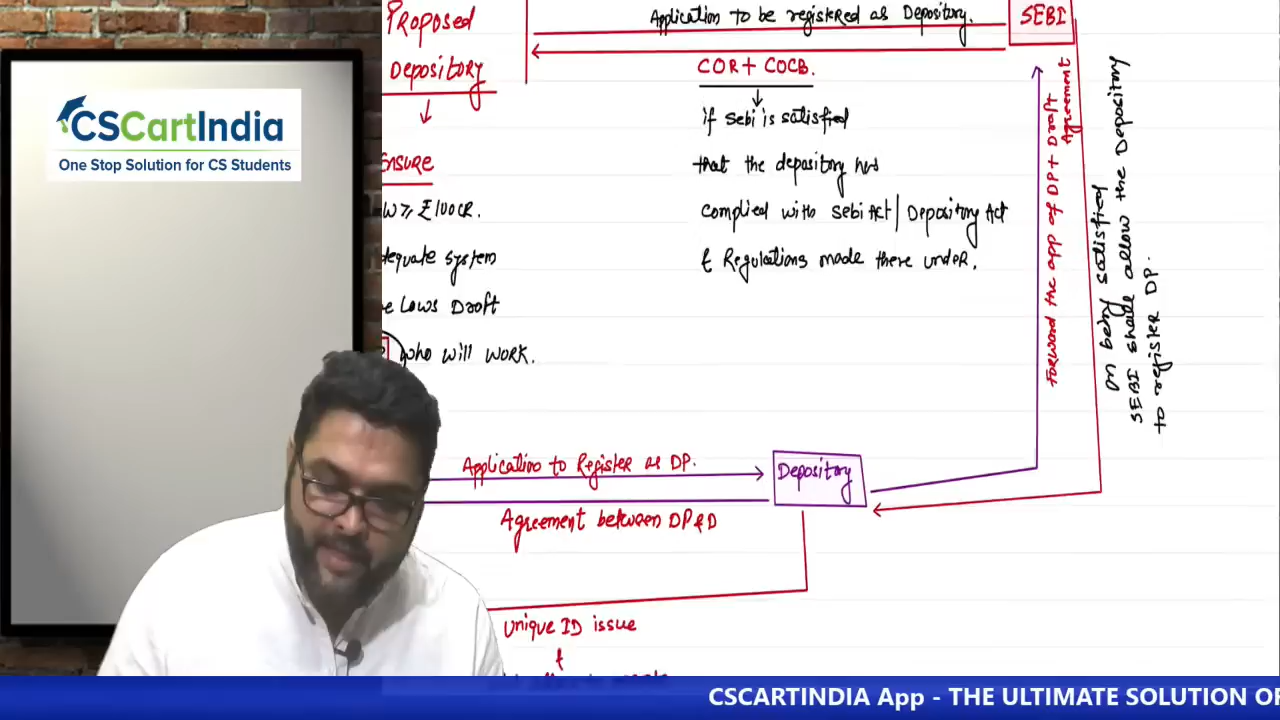 CSCartIndia
One Stop Solution for CS Students
PROPOSED
DEPOSITORY
ENSURE
W ≥ ₹100CR.
dequate system
e Laws Draft
who will WORK.
Application to be registered as Depository.
SEBI
COR + COCB.
if Sebi is satisfied
that the depository has
complied with Sebi Act / Depository Act
& Regulations made there under.
Forward the app of DP + Draft
Agreement
on being satisfied
SEBI shall allow the Depository
to register DP.
Application to Register as DP.
Depository
Agreement between DP & D
Unique ID issue
CSCARTINDIA App - THE ULTIMATE SOLUTION OF